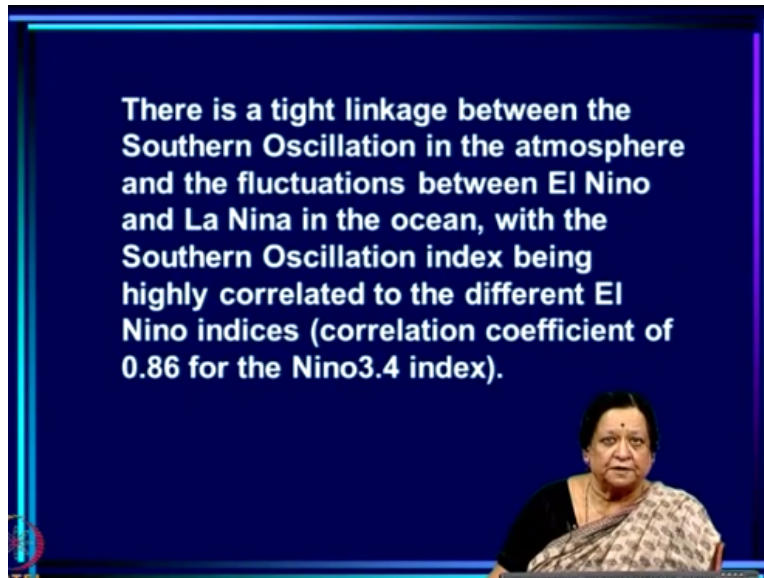 There is a tight linkage between the
Southern Oscillation in the atmosphere
and the fluctuations between El Nino
and La Nina in the ocean, with the
Southern Oscillation index being
highly correlated to the different El
Nino indices (correlation coefficient of
0.86 for the Nino3.4 index).